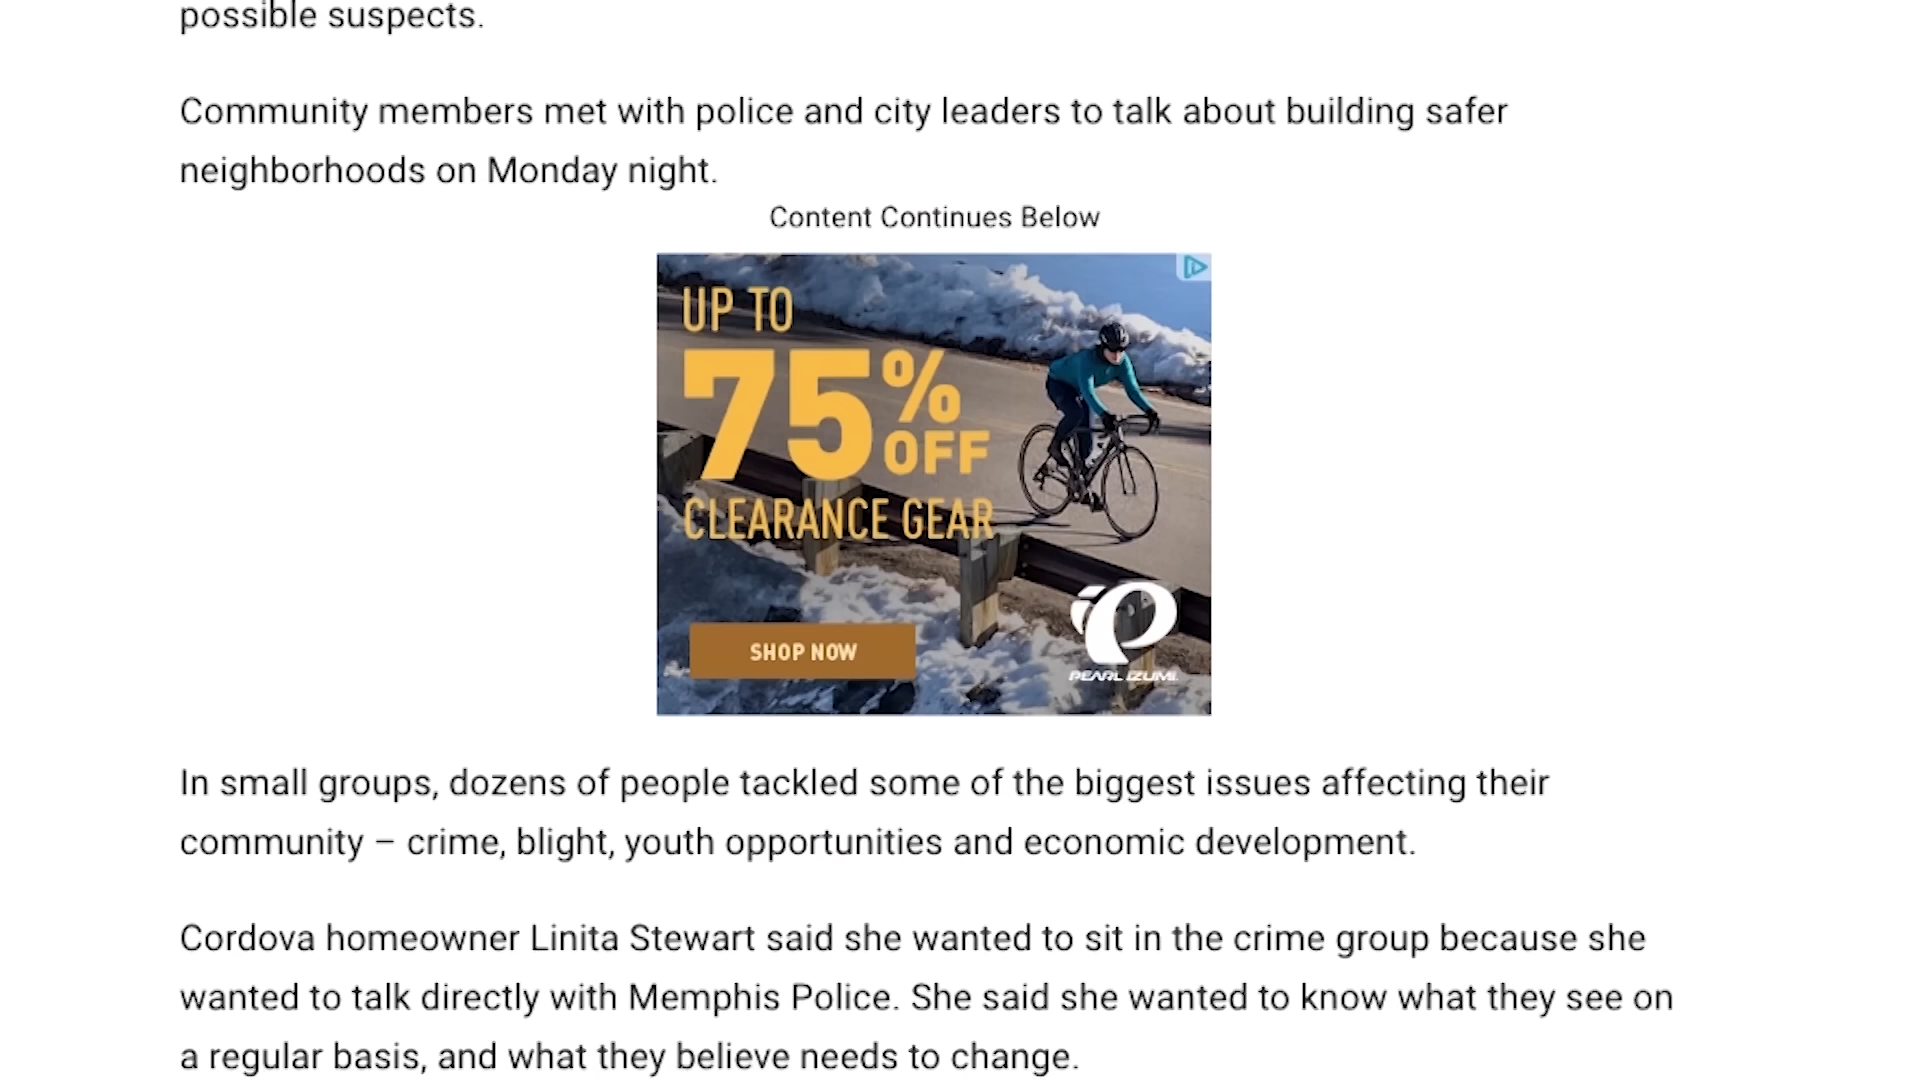 possible suspects.
Community members met with police and city leaders to talk about building safer
neighborhoods on Monday night.
Content Continues Below
UP TO
75% OFF
CLEARANCE GEAR
SHOP NOW
PEARL IZUMI
In small groups, dozens of people tackled some of the biggest issues affecting their
community – crime, blight, youth opportunities and economic development.
Cordova homeowner Linita Stewart said she wanted to sit in the crime group because she
wanted to talk directly with Memphis Police. She said she wanted to know what they see on
a regular basis, and what they believe needs to change.